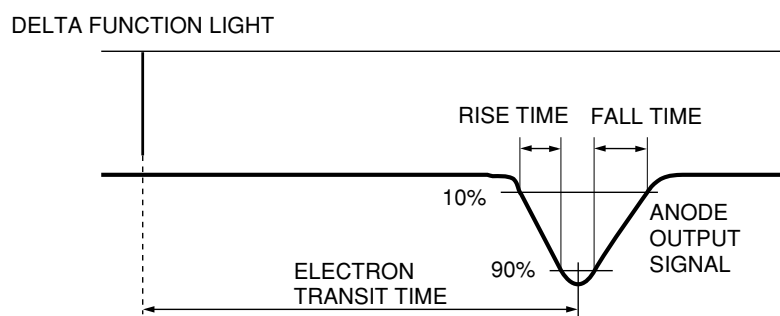 DELTA FUNCTION LIGHT
RISE TIME
FALL TIME
10%
ANODE
OUTPUT
SIGNAL
90%
ELECTRON
TRANSIT TIME